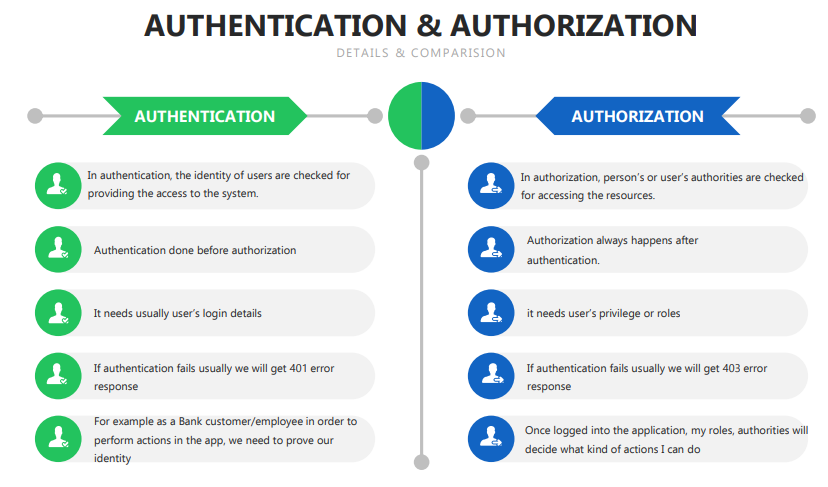 AUTHENTICATION & AUTHORIZATION
DETAILS & COMPARISION
AUTHENTICATION
In authentication, the identity of users are checked for
providing the access to the system.
Authentication done before authorization
It needs usually user's login details
If authentication fails usually we will get 401 error
response
For example as a Bank customer/employee in order to
perform actions in the app, we need to prove our
identity
AUTHORIZATION
In authorization, person's or user's authorities are checked
for accessing the resources.
Authorization always happens after
authentication.
it needs user's privilege or roles
If authentication fails usually we will get 403 error
response
Once logged into the application, my roles, authorities will
decide what kind of actions I can do